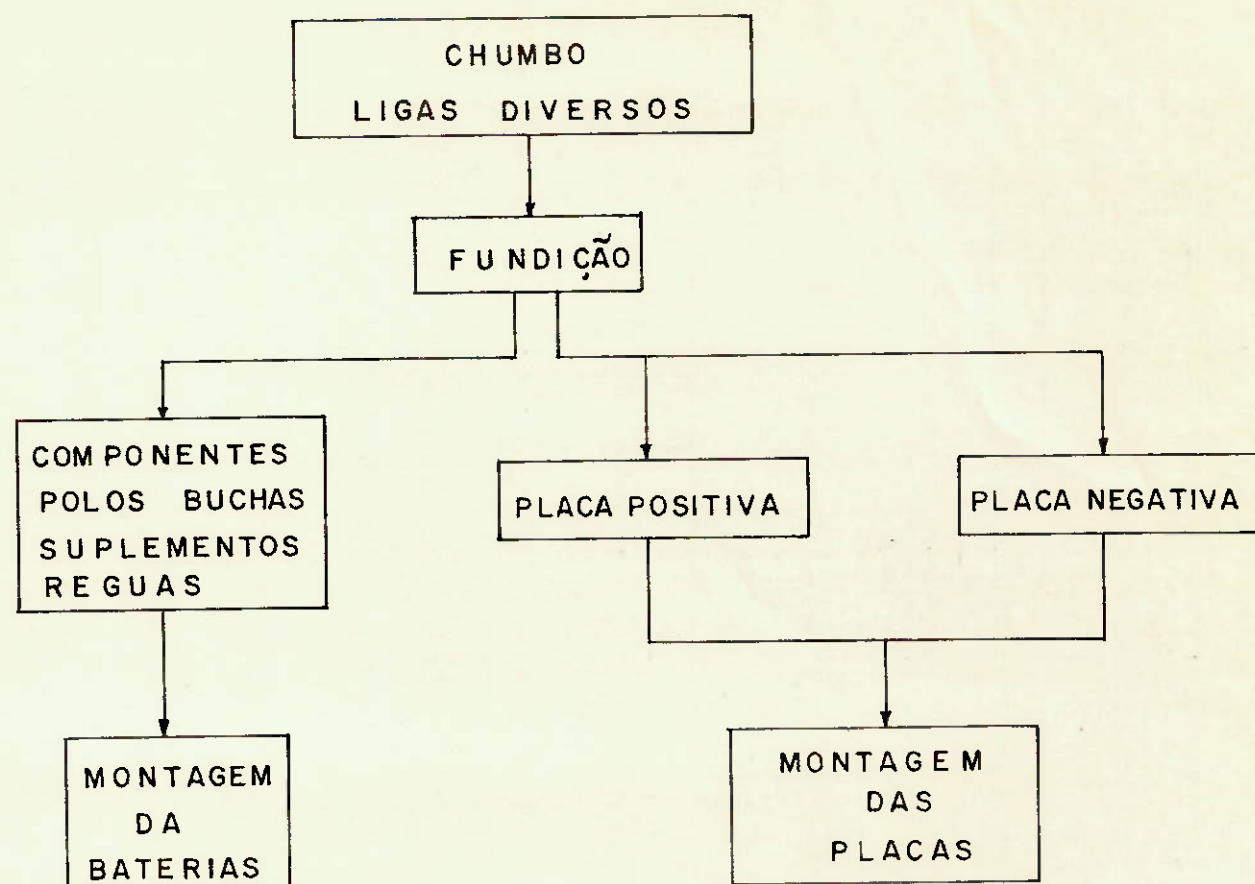 CHUMBO
LIGAS DIVERSOS
FUNDIÇÃO
COMPONENTES
POLOS BUCHAS
SUPLEMENTOS
REGUAS
PLACA POSITIVA
PLACA NEGATIVA
MONTAGEM
DA
BATERIAS
MONTAGEM
DAS
PLACAS